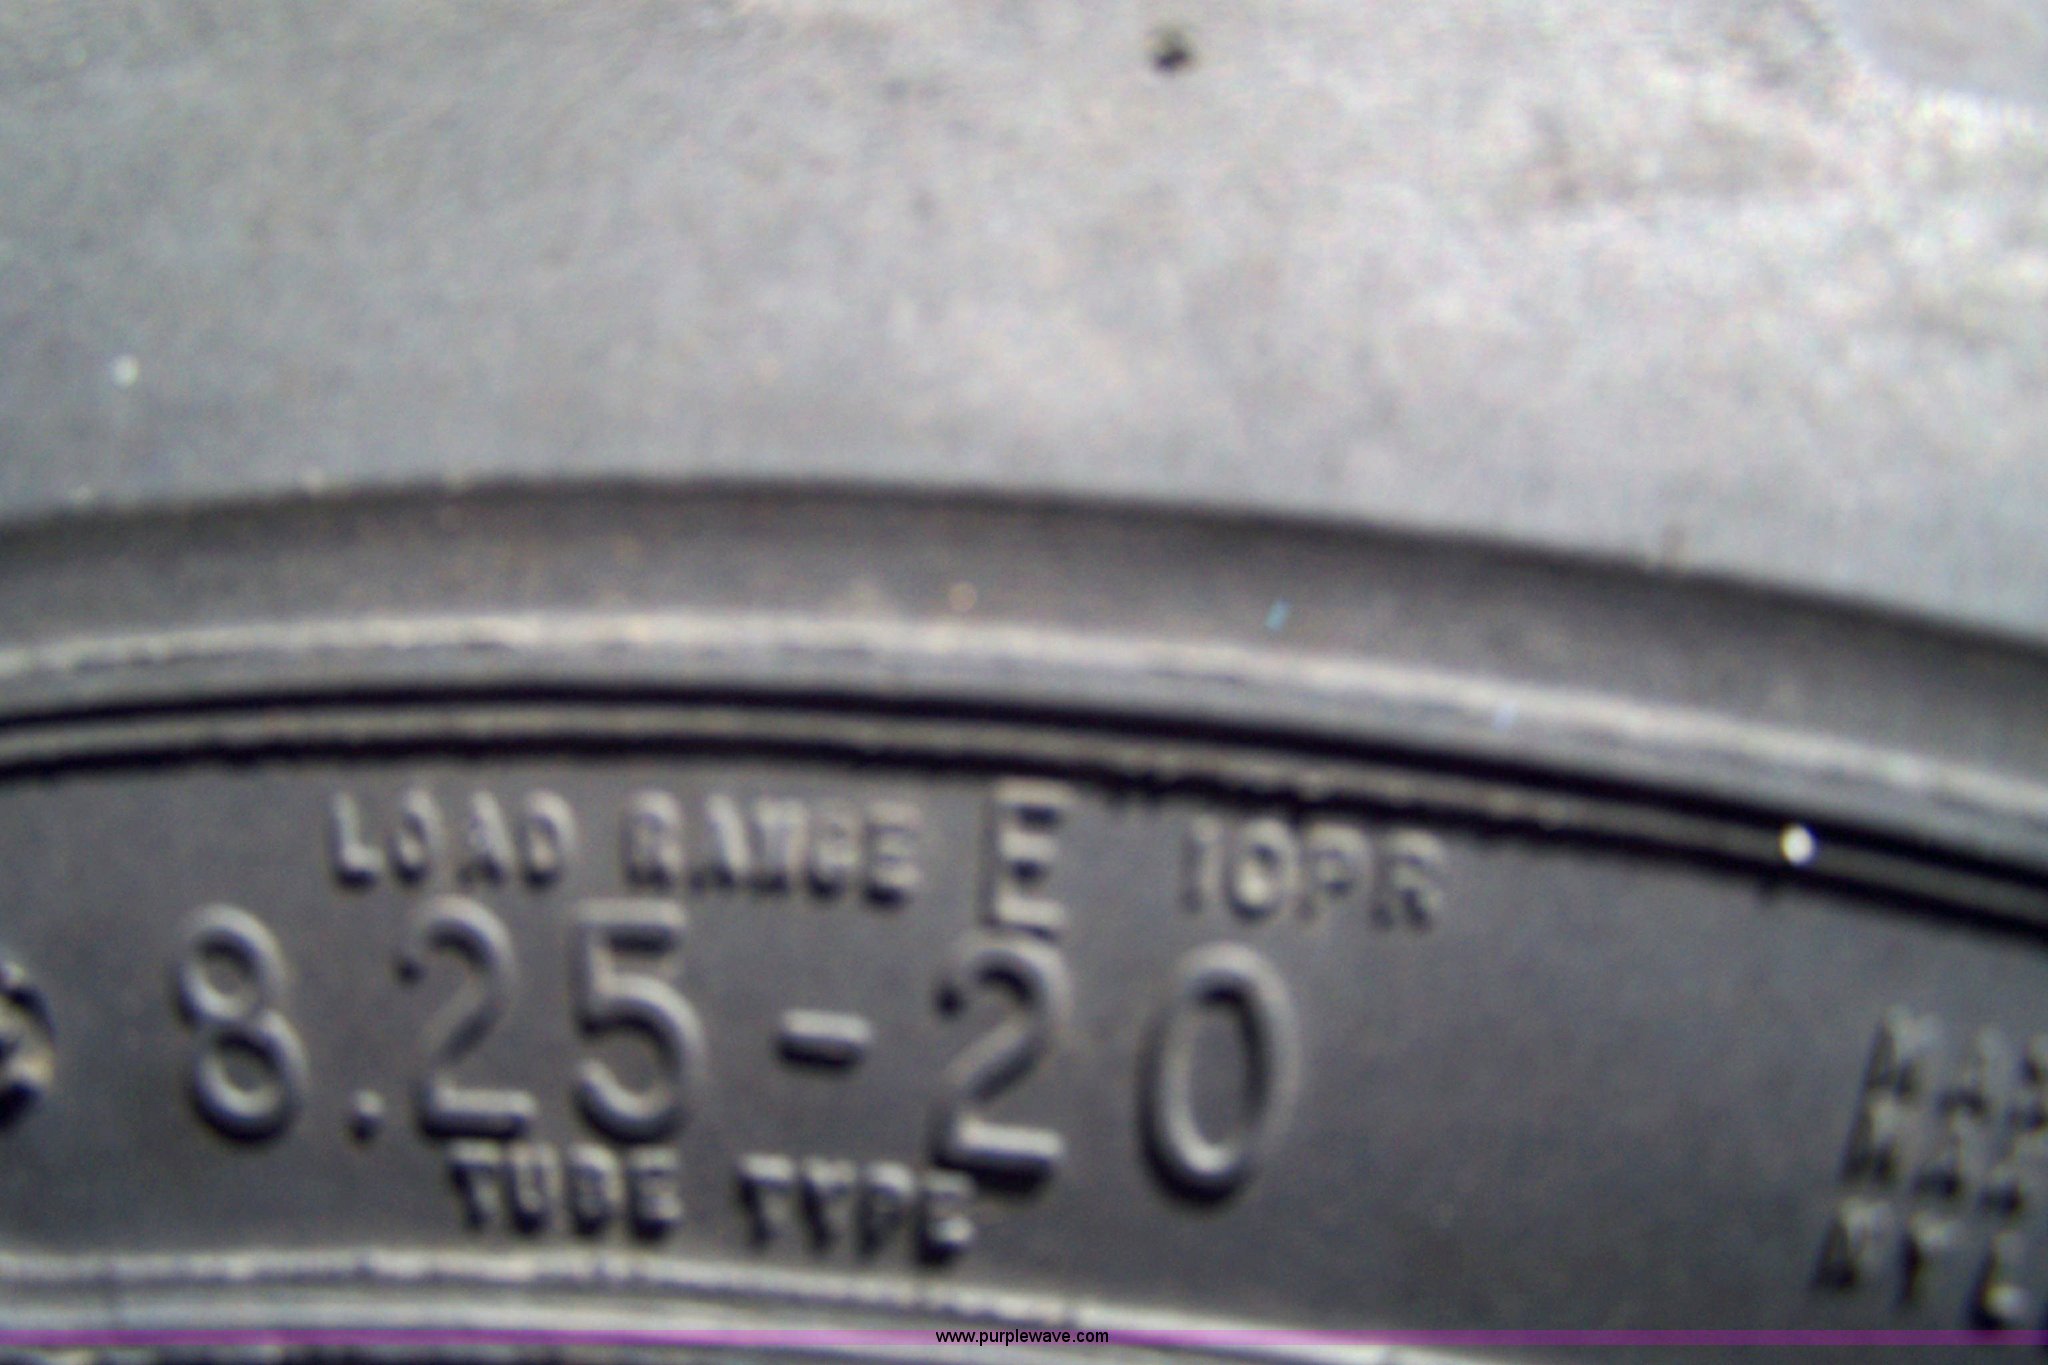 LOAD RANGE E 10PR
8.25-20
TUBE TYPE
www.purplewave.com